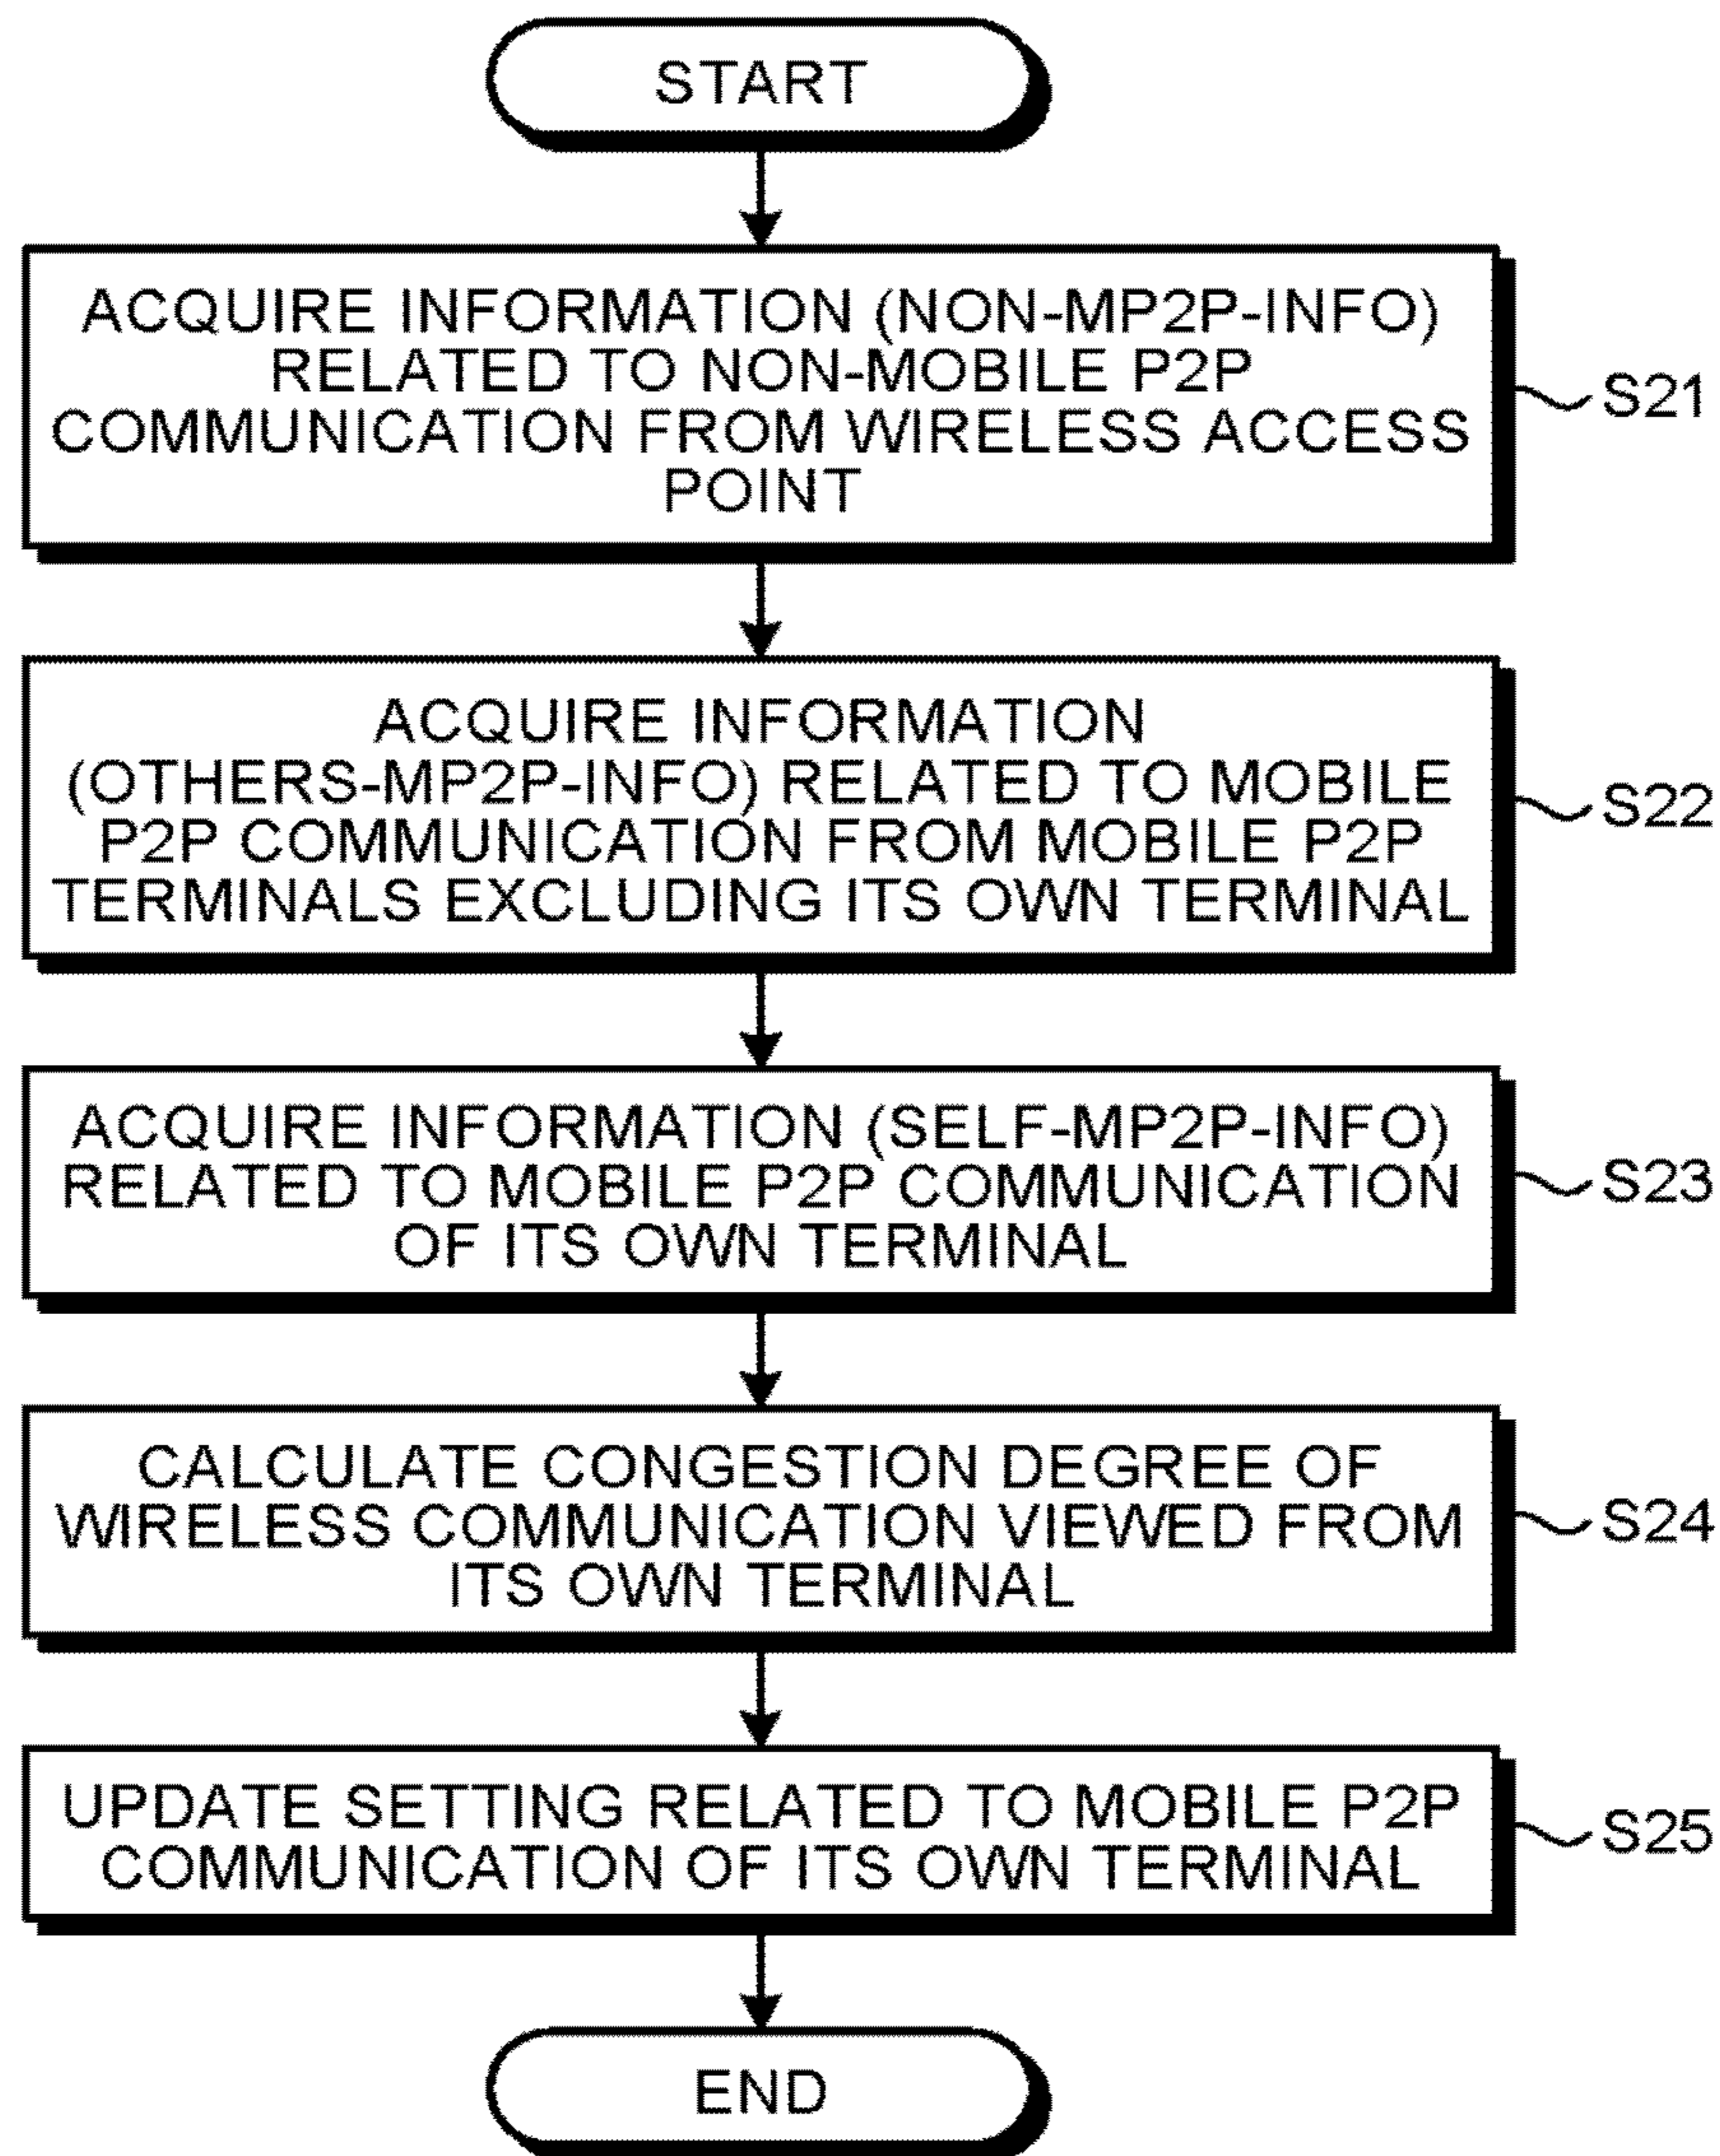 START
ACQUIRE INFORMATION (NON-MP2P-INFO)
RELATED TO NON-MOBILE P2P
COMMUNICATION FROM WIRELESS ACCESS
POINT
S21
ACQUIRE INFORMATION
(OTHERS-MP2P-INFO) RELATED TO MOBILE
P2P COMMUNICATION FROM MOBILE P2P
TERMINALS EXCLUDING ITS OWN TERMINAL
S22
ACQUIRE INFORMATION (SELF-MP2P-INFO)
RELATED TO MOBILE P2P COMMUNICATION
OF ITS OWN TERMINAL
S23
CALCULATE CONGESTION DEGREE OF
WIRELESS COMMUNICATION VIEWED FROM
ITS OWN TERMINAL
S24
UPDATE SETTING RELATED TO MOBILE P2P
COMMUNICATION OF ITS OWN TERMINAL
S25
END